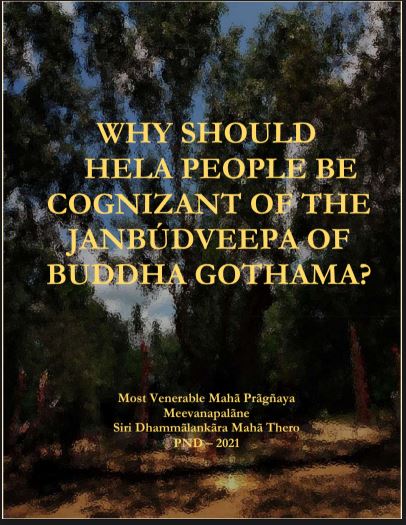 WHY SHOULD
HELA PEOPLE BE
COGNIZANT OF THE
JANBÚDVEEPA OF
BUDDHA GOTHAMA?
Most Venerable Mahā Prāgñaya
Meevanapalāne
Siri Dhammālankāra Mahā Thero
PND – 2021